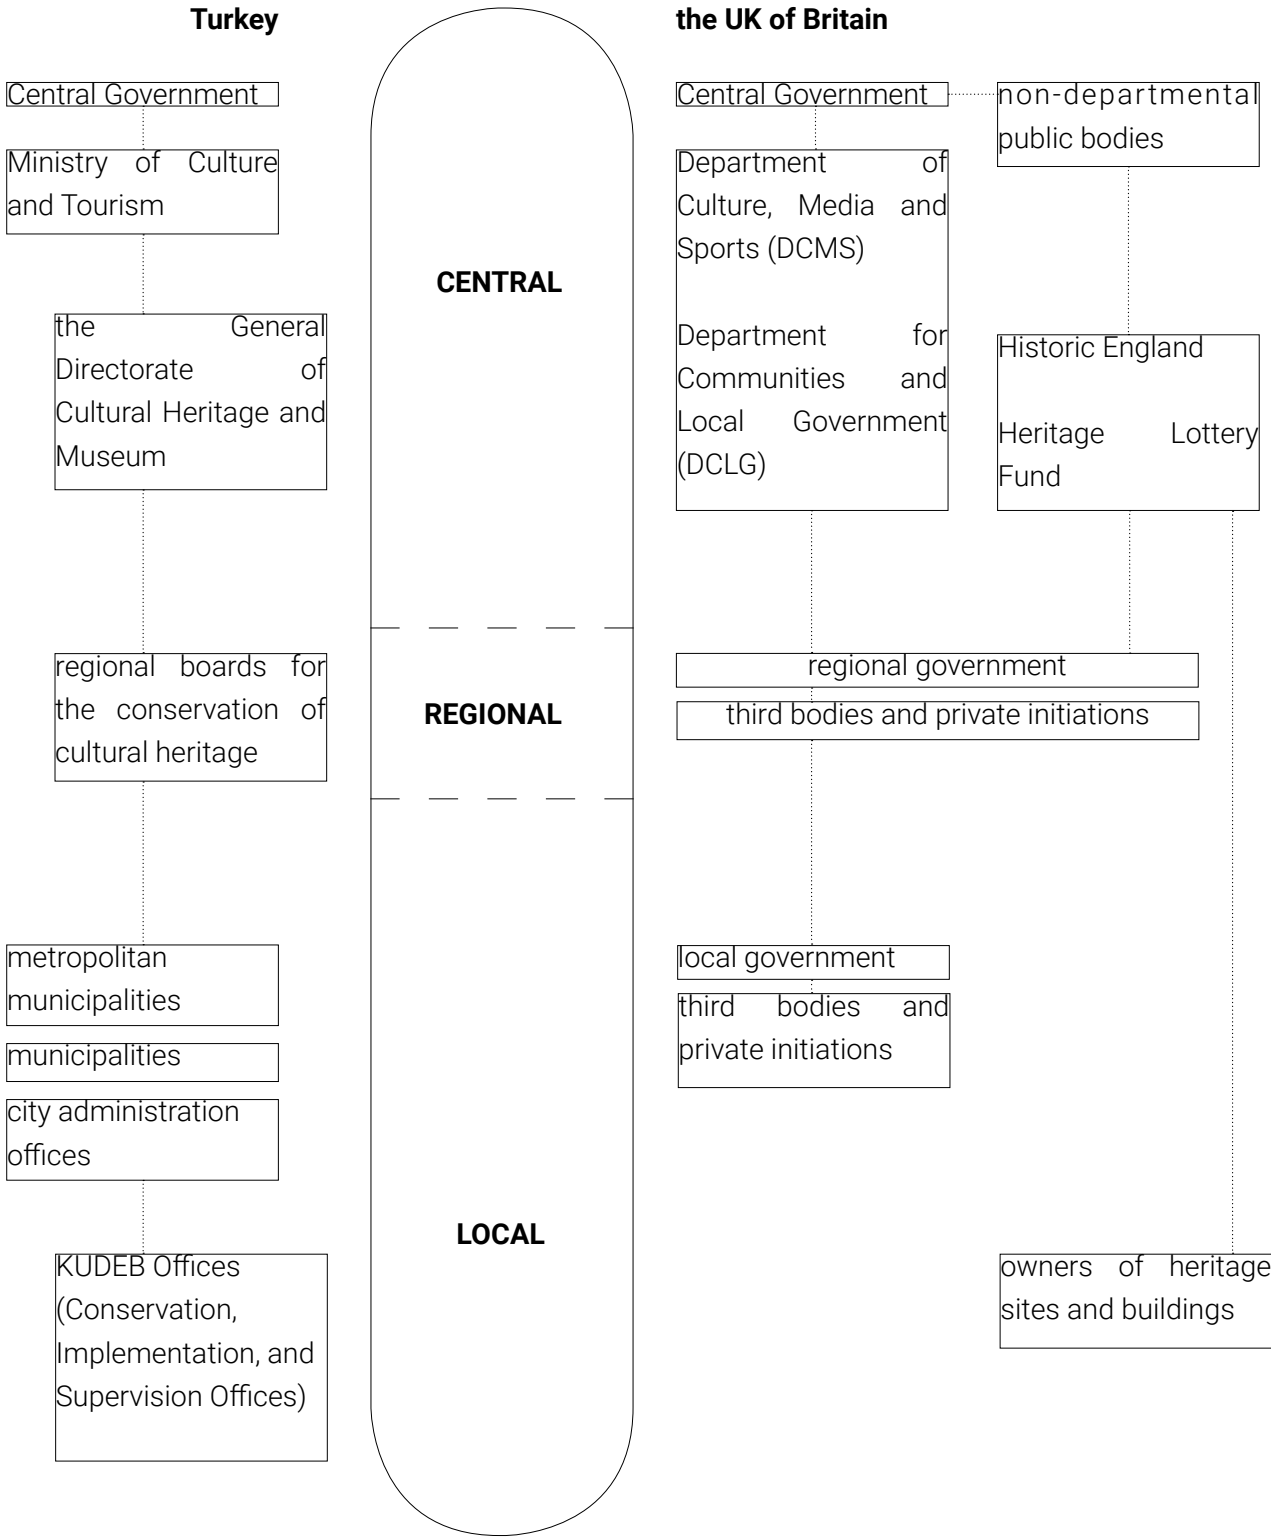 Turkey
Central Government
Ministry of Culture
and Tourism
the General
Directorate of
Cultural Heritage and
Museum
regional boards for
the conservation of
cultural heritage
metropolitan
municipalities
municipalities
city administration
offices
KUDEB Offices
(Conservation,
Implementation, and
Supervision Offices)
CENTRAL
REGIONAL
LOCAL
the UK of Britain
Central Government
Department of
Culture, Media and
Sports (DCMS)
Department for
Communities and
Local Government
(DCLG)
non-departmental
public bodies
Historic England
Heritage Lottery
Fund
regional government
third bodies and private initiations
local government
third bodies and
private initiations
owners of heritage
sites and buildings